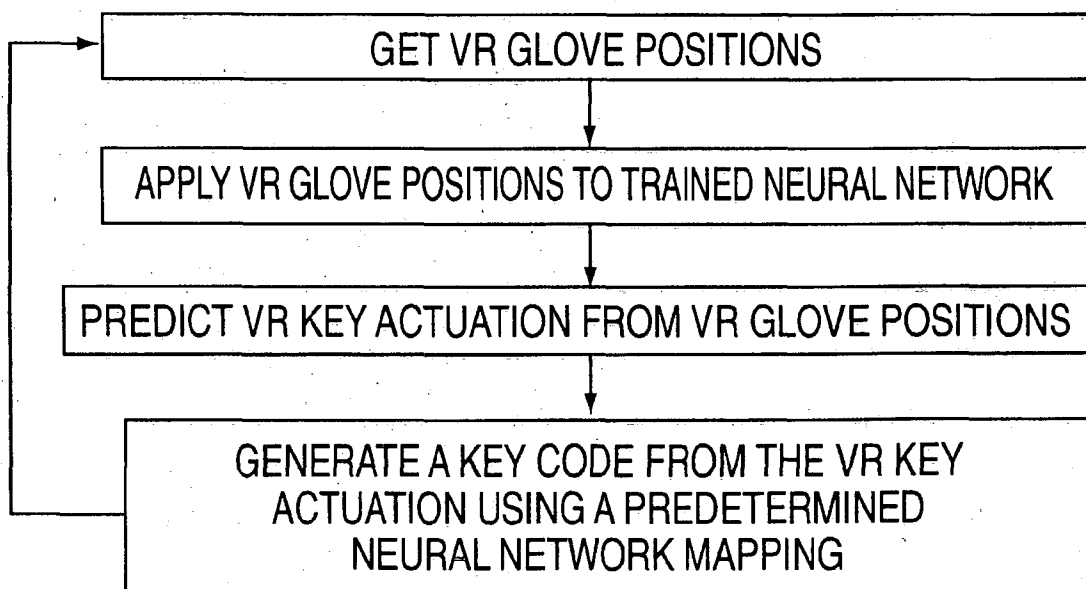 GET VR GLOVE POSITIONS
APPLY VR GLOVE POSITIONS TO TRAINED NEURAL NETWORK
PREDICT VR KEY ACTUATION FROM VR GLOVE POSITIONS
GENERATE A KEY CODE FROM THE VR KEY
ACTUATION USING A PREDETERMINED
NEURAL NETWORK MAPPING